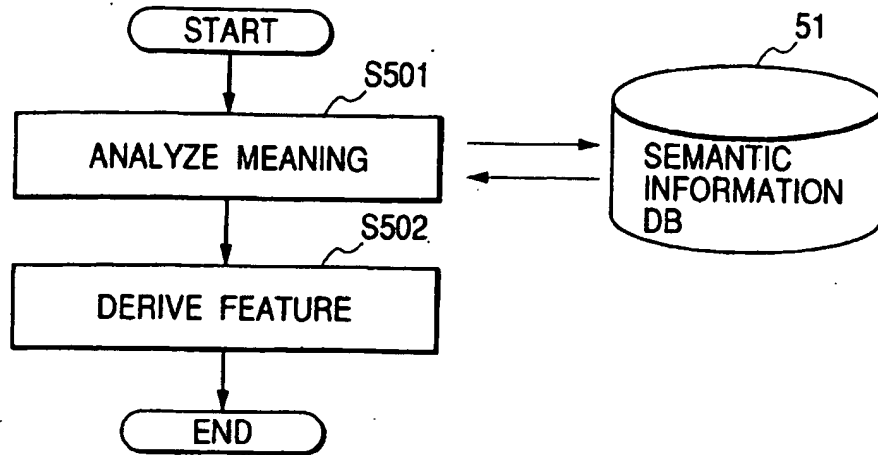 START
S501
ANALYZE MEANING
S502
DERIVE FEATURE
END
51
SEMANTIC
INFORMATION
DB